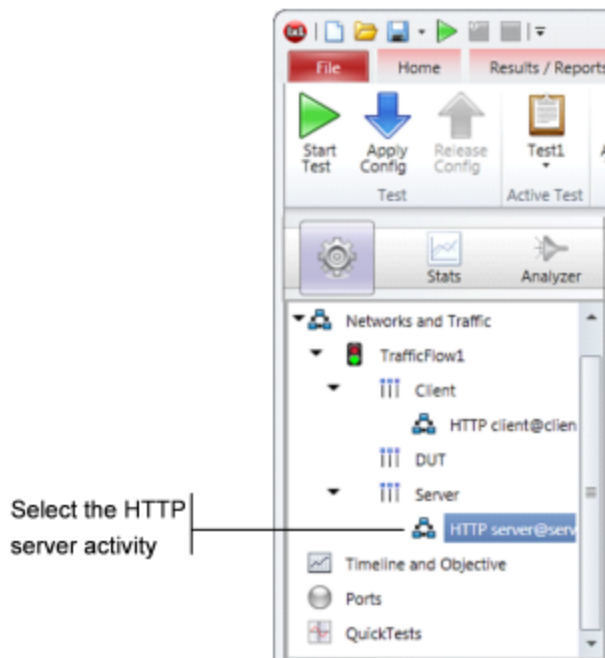 File Home Results / Reports
Start Test Apply Config Release Config Test1
Test Active Test
Stats Analyzer
Networks and Traffic
TrafficFlow1
Client
HTTP client@clien
DUT
Server
Select the HTTP server activity
HTTP server@serv
Timeline and Objective
Ports
QuickTests